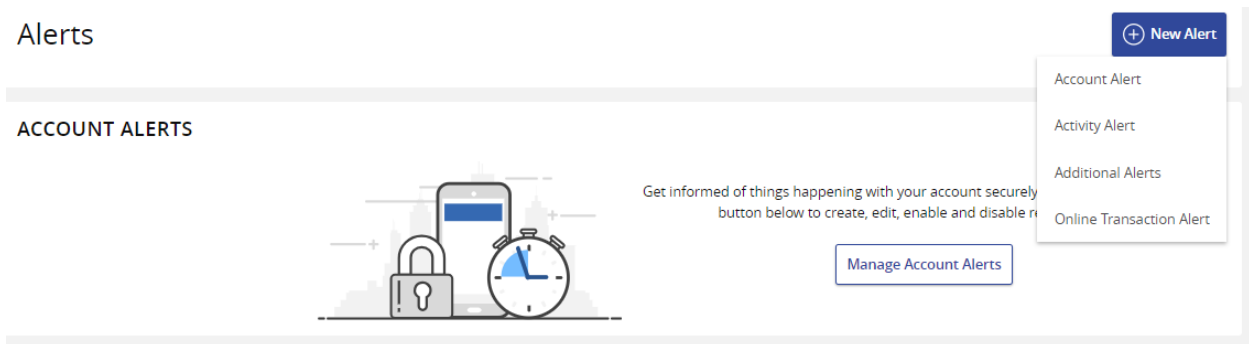 Alerts
New Alert
Account Alert
Activity Alert
Additional Alerts
Online Transaction Alert
ACCOUNT ALERTS
Get informed of things happening with your account securely
button below to create, edit, enable and disable
Manage Account Alerts